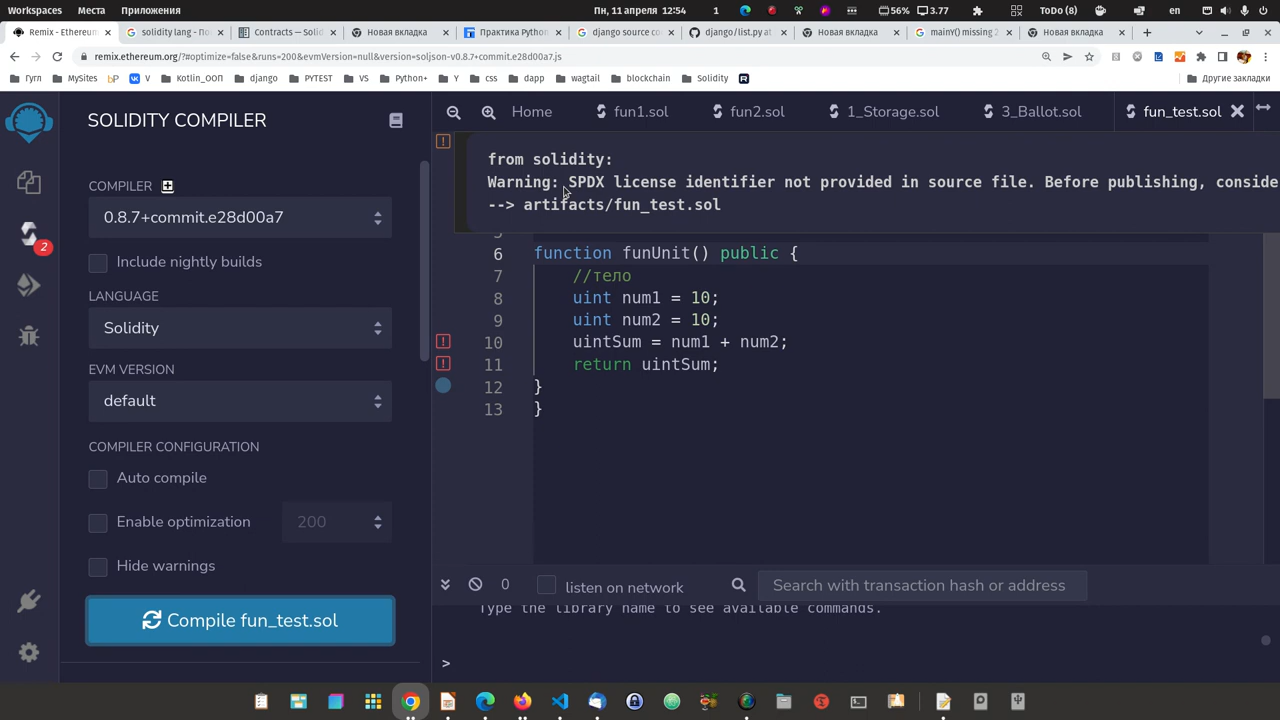 Workspaces Места Приложения Пн, 11 апреля 12:54 56% 3.77 ToDo (8) en
Remix - Ethereu solidity lang - По Contracts — Solid Новая вкладка Практика Python django source co django/list.py at Новая вкладка mainY() missing 2 Новая вкладка
remix.ethereum.org/?#optimize=false&runs=200&evmVersion=null&version=soljson-v0.8.7+commit.e28d00a7.js
Гугл MySites V Kotlin_ООП django PYTEST VS Python+ Y css dapp wagtail blockchain Solidity Другие закладки
SOLIDITY COMPILER
Home fun1.sol fun2.sol 1_Storage.sol 3_Ballot.sol fun_test.sol
from solidity:
Warning: SPDX license identifier not provided in source file. Before publishing, conside
--> artifacts/fun_test.sol
COMPILER
0.8.7+commit.e28d00a7
Include nightly builds
LANGUAGE
Solidity
EVM VERSION
default
COMPILER CONFIGURATION
Auto compile
Enable optimization 200
Hide warnings
Compile fun_test.sol
2
5
6 function funUnit() public {
7 //тело
8 uint num1 = 10;
9 uint num2 = 10;
10 uintSum = num1 + num2;
11 return uintSum;
12 }
13 }
0 listen on network Search with transaction hash or address
Type the library name to see available commands.
>